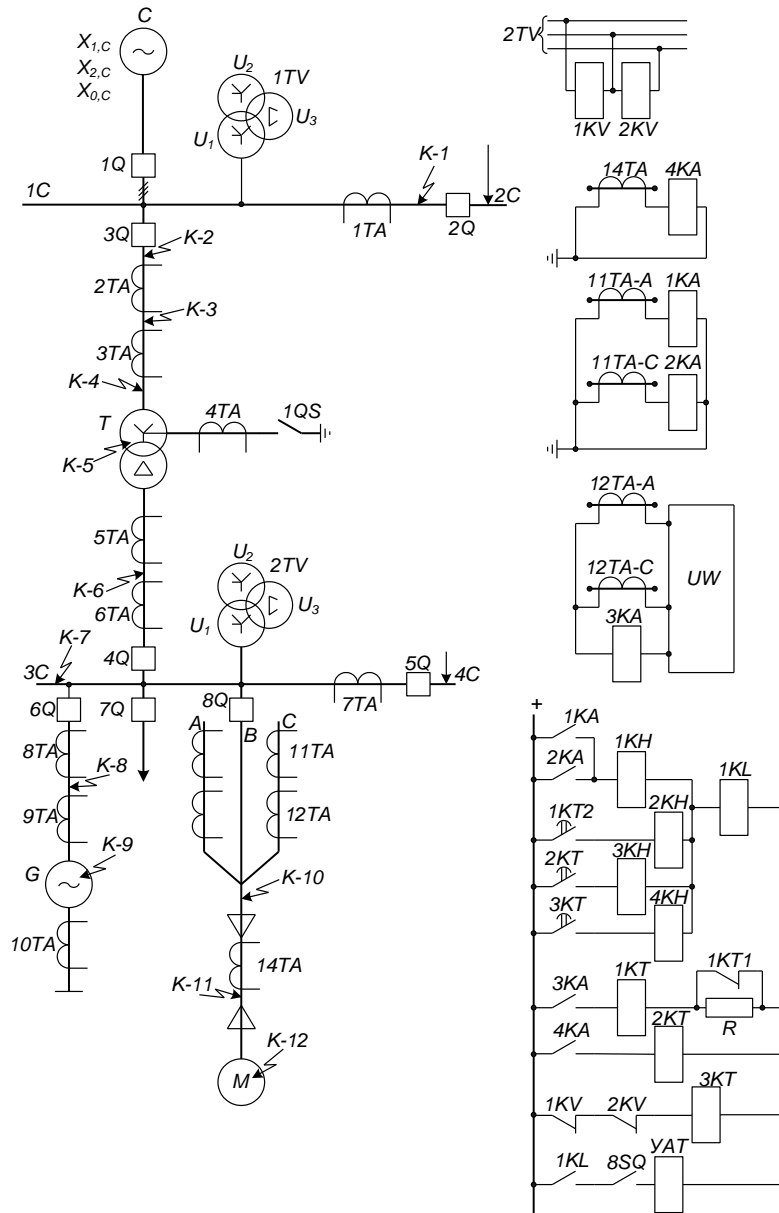 C
X1,C
X2,C
X0,C
U2
1TV
U3
U1
1Q
K-1
1C
2C
3Q
K-2
1TA
2Q
2TA
K-3
3TA
K-4
T
4TA
1QS
K-5
5TA
K-6
6TA
U2
2TV
U3
U1
K-7
4Q
5Q
3C
4C
6Q
7Q
8Q
7TA
A
B
C
8TA
11TA
K-8
9TA
12TA
G
K-9
K-10
10TA
14TA
K-11
K-12
M
2TV
1KV
2KV
14TA
4KA
11TA-A
1KA
11TA-C
2KA
12TA-A
12TA-C
UW
3KA
+
1KA
1KH
2KA
1KL
1KT2
2KH
2KT
3KH
3KT
4KH
1KT1
3KA
1KT
R
4KA
2KT
3KT
1KV
2KV
1KL
8SQ
УАТ